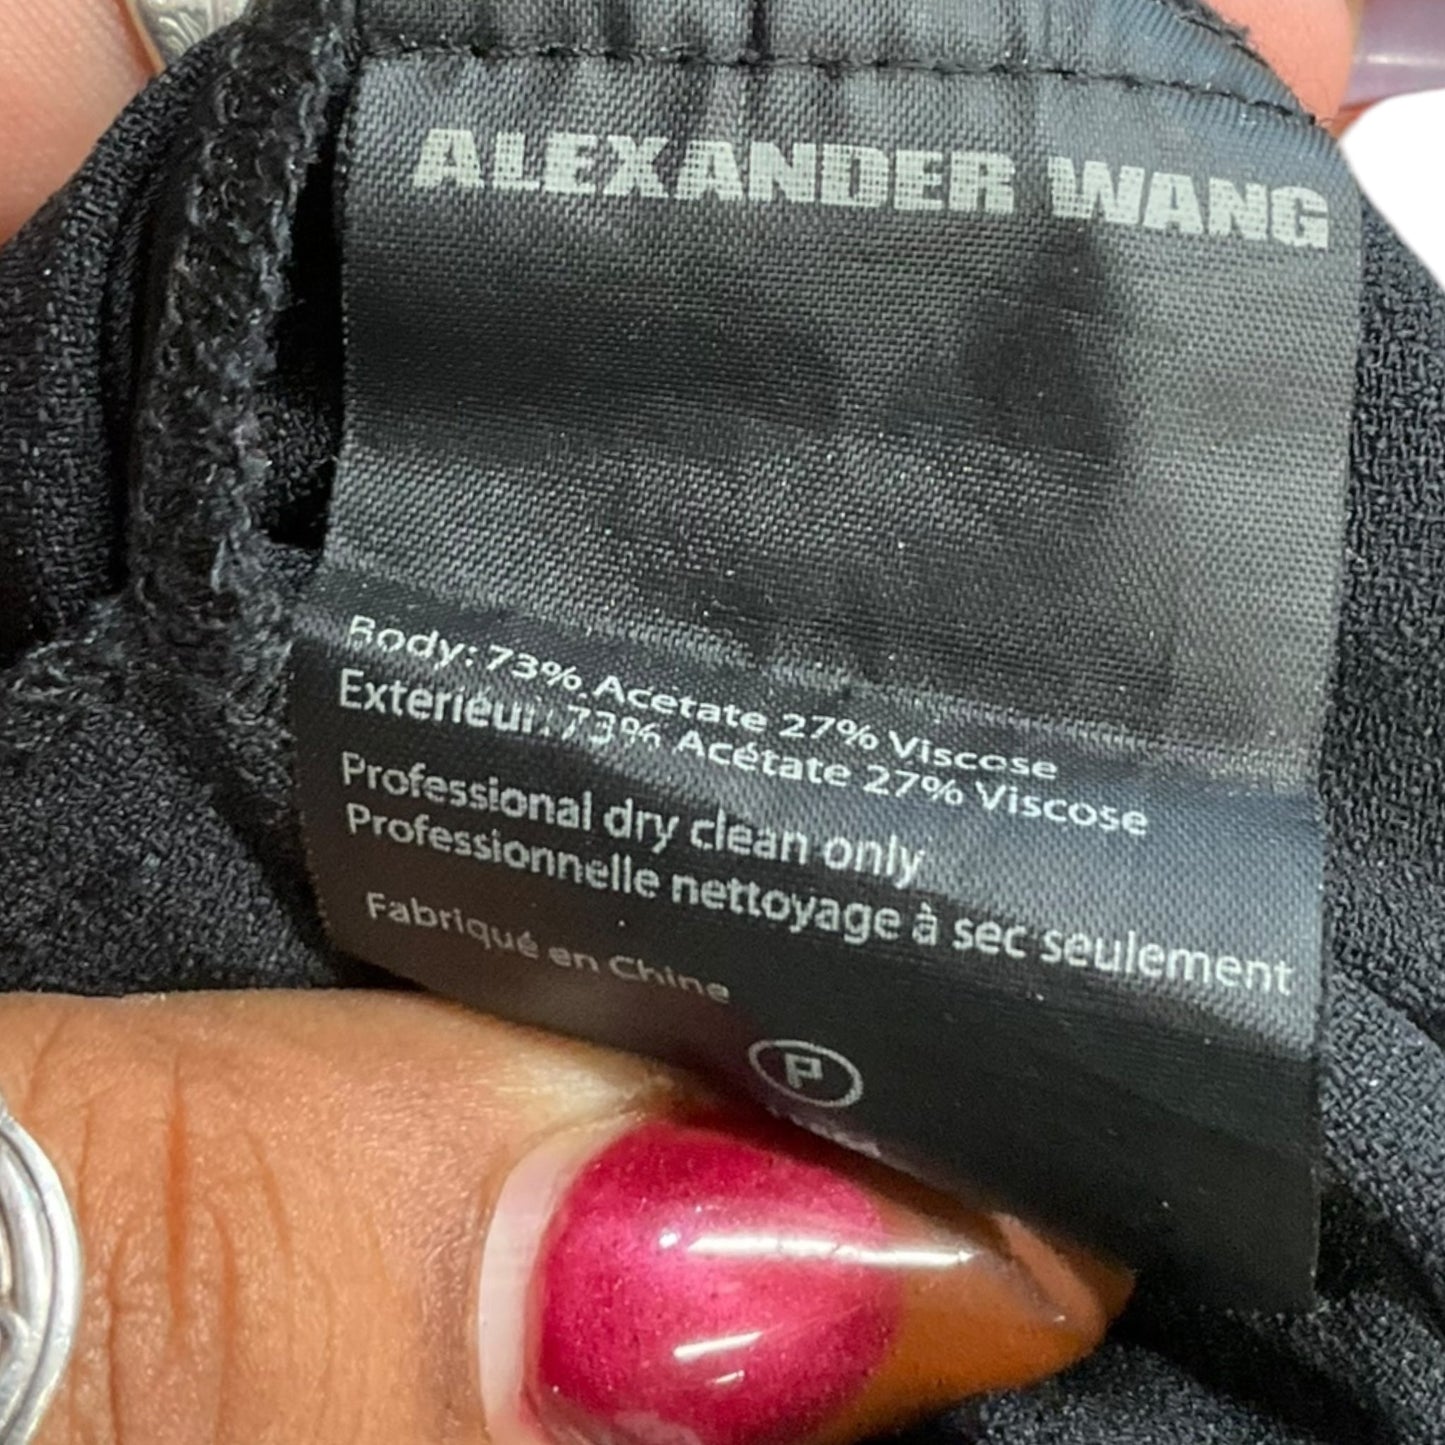 ALEXANDER WANG
Body: 73% Acetate 27% Viscose
Exterieur: 73% Acétate 27% Viscose
Professional dry clean only
Professionnelle nettoyage à sec seulement
Fabriqué en Chine
P